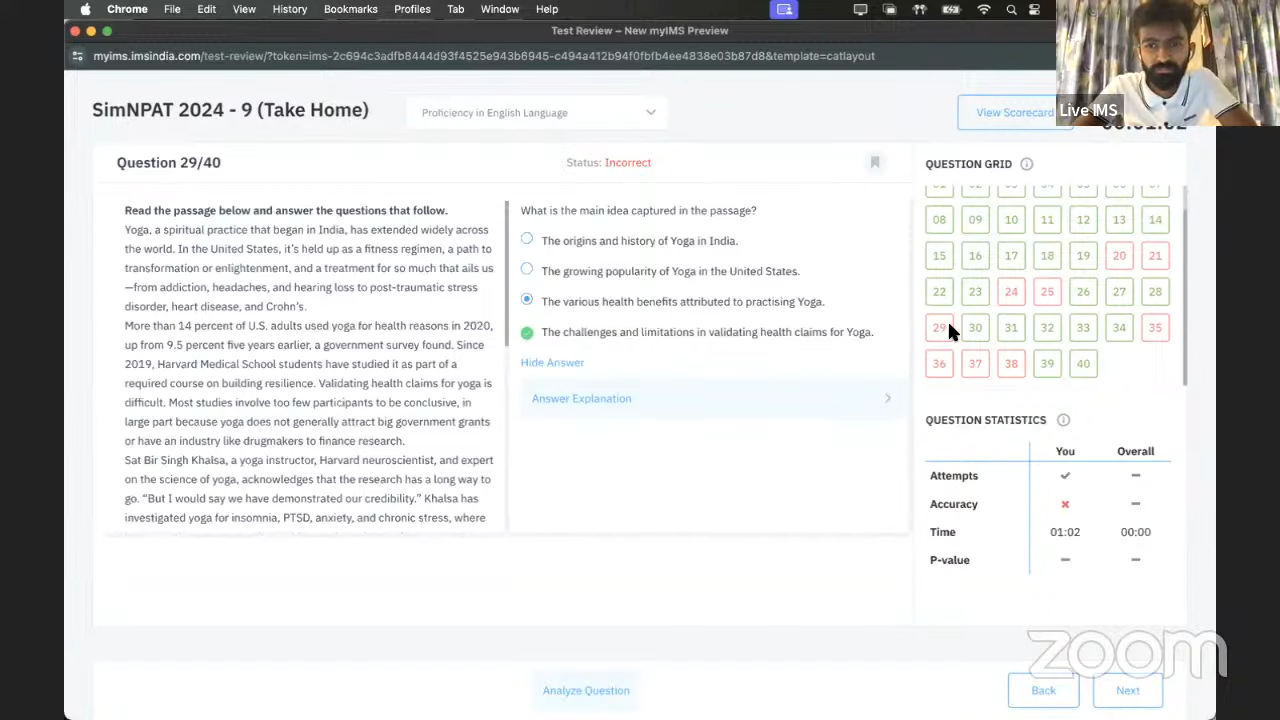 Chrome File Edit View History Bookmarks Profiles Tab Window Help
Test Review – New myIMS Preview
myims.imsindia.com/test-review/?token=ims-2c694c3adfb8444d93f4525e943b6945-c494a412b94f0fbfb4ee4838e03b87d8&template=catlayout
Live IMS
SimNPAT 2024 - 9 (Take Home)
Proficiency in English Language
View Scorecard
Question 29/40
Status: Incorrect
Read the passage below and answer the questions that follow.
Yoga, a spiritual practice that began in India, has extended widely across
the world. In the United States, it's held up as a fitness regimen, a path to
transformation or enlightenment, and a treatment for so much that ails us
—from addiction, headaches, and hearing loss to post-traumatic stress
disorder, heart disease, and Crohn's.
More than 14 percent of U.S. adults used yoga for health reasons in 2020,
up from 9.5 percent five years earlier, a government survey found. Since
2019, Harvard Medical School students have studied it as part of a
required course on building resilience. Validating health claims for yoga is
difficult. Most studies involve too few participants to be conclusive, in
large part because yoga does not generally attract big government grants
or have an industry like drugmakers to finance research.
Sat Bir Singh Khalsa, a yoga instructor, Harvard neuroscientist, and expert
on the science of yoga, acknowledges that the research has a long way to
go. “But I would say we have demonstrated our credibility.” Khalsa has
investigated yoga for insomnia, PTSD, anxiety, and chronic stress, where
What is the main idea captured in the passage?
The origins and history of Yoga in India.
The growing popularity of Yoga in the United States.
The various health benefits attributed to practising Yoga.
The challenges and limitations in validating health claims for Yoga.
Hide Answer
Answer Explanation
QUESTION GRID
08 09 10 11 12 13 14
15 16 17 18 19 20 21
22 23 24 25 26 27 28
29 30 31 32 33 34 35
36 37 38 39 40
QUESTION STATISTICS
You Overall
Attempts
Accuracy
Time 01:02 00:00
P-value
Analyze Question
Back
Next
zoom